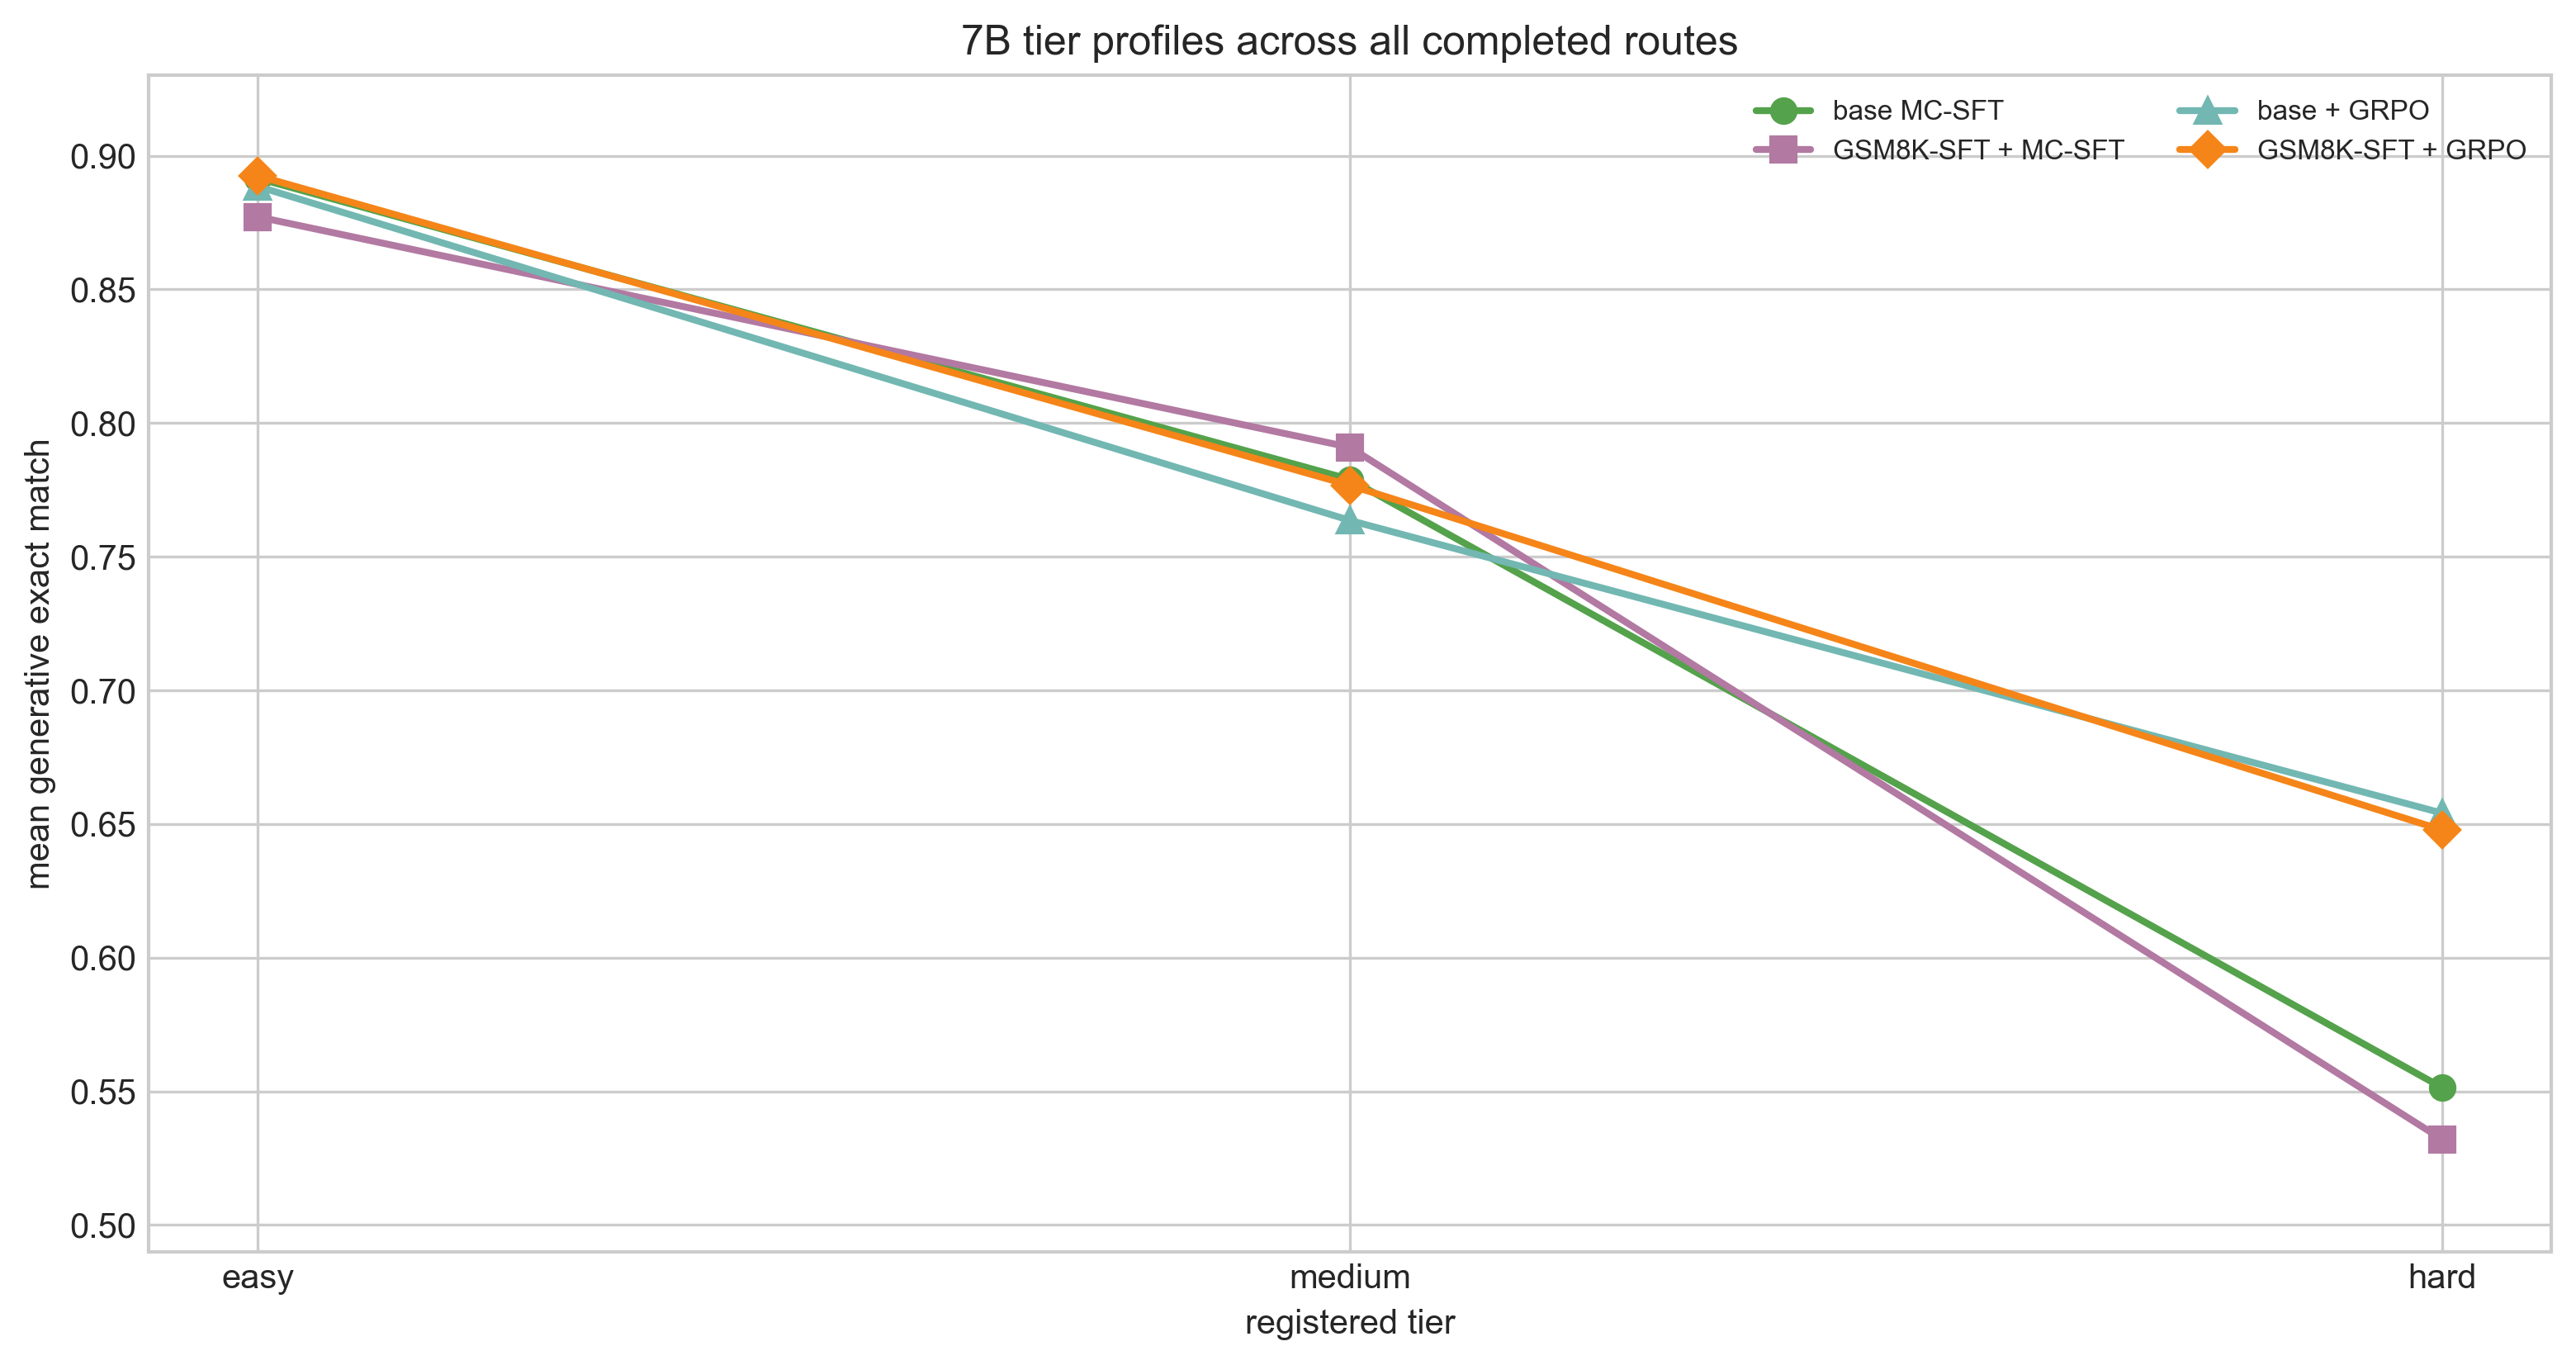 7B tier profiles across all completed routes
base MC-SFT
GSM8K-SFT + MC-SFT
base + GRPO
GSM8K-SFT + GRPO
mean generative exact match
0.90
0.85
0.80
0.75
0.70
0.65
0.60
0.55
0.50
easy
medium
hard
registered tier